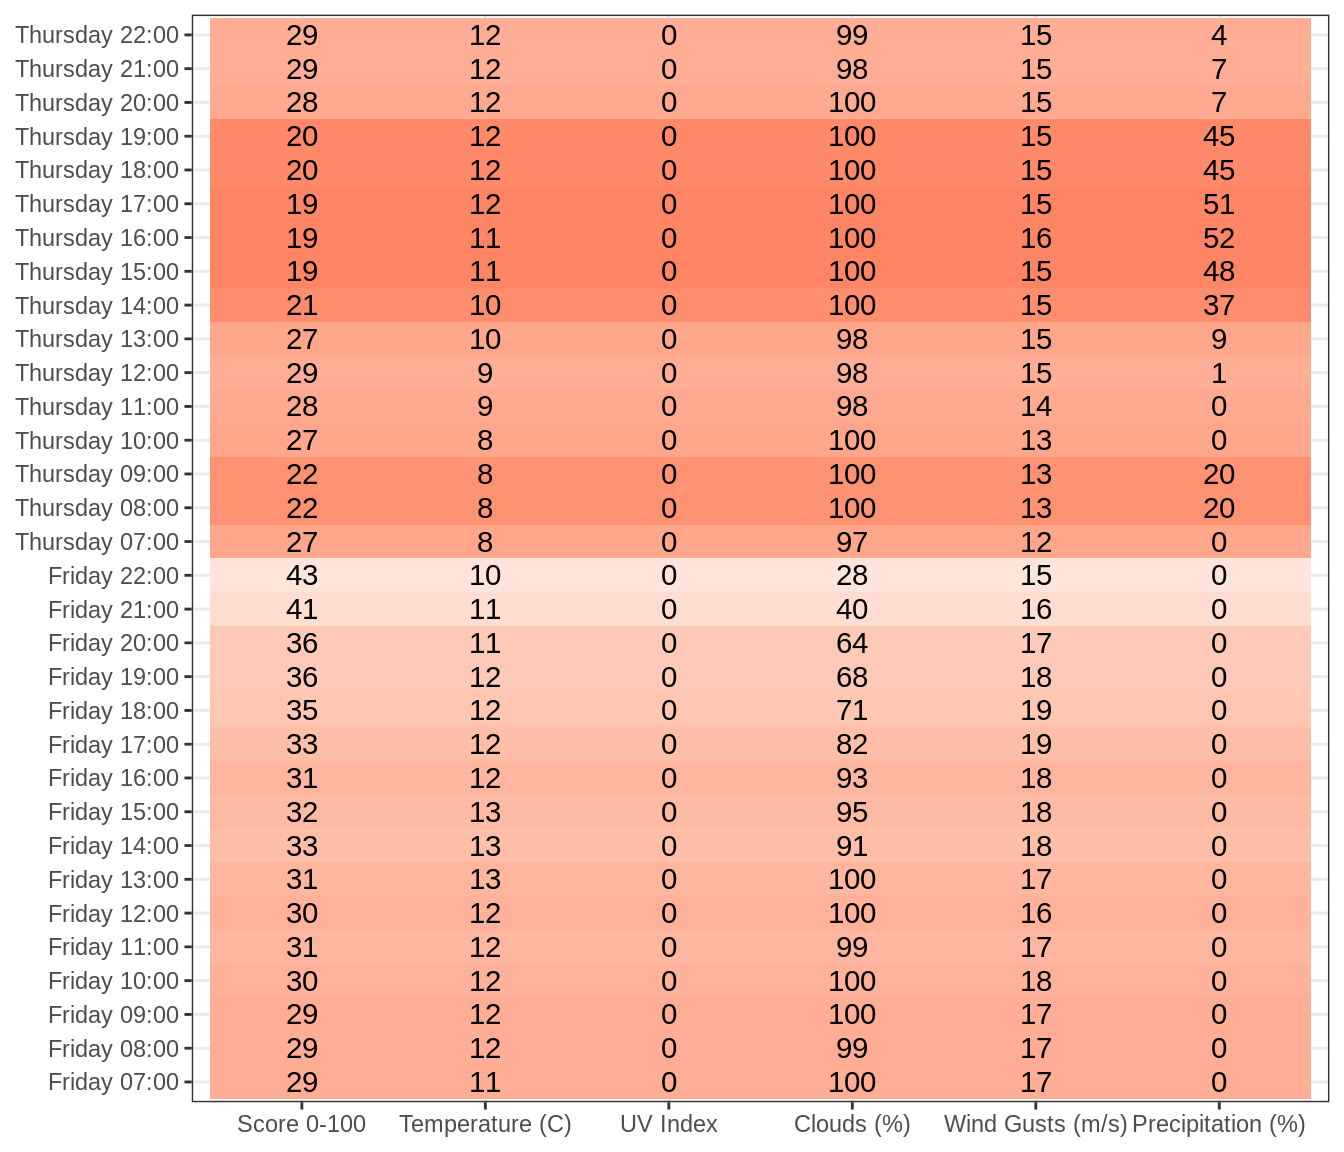 Thursday 22:00 29 12 0 99 15 4
Thursday 21:00 29 12 0 98 15 7
Thursday 20:00 28 12 0 100 15 7
Thursday 19:00 20 12 0 100 15 45
Thursday 18:00 20 12 0 100 15 45
Thursday 17:00 19 12 0 100 15 51
Thursday 16:00 19 11 0 100 16 52
Thursday 15:00 19 11 0 100 15 48
Thursday 14:00 21 10 0 100 15 37
Thursday 13:00 27 10 0 98 15 9
Thursday 12:00 29 9 0 98 15 1
Thursday 11:00 28 9 0 98 14 0
Thursday 10:00 27 8 0 100 13 0
Thursday 09:00 22 8 0 100 13 20
Thursday 08:00 22 8 0 100 13 20
Thursday 07:00 27 8 0 97 12 0
Friday 22:00 43 10 0 28 15 0
Friday 21:00 41 11 0 40 16 0
Friday 20:00 36 11 0 64 17 0
Friday 19:00 36 12 0 68 18 0
Friday 18:00 35 12 0 71 19 0
Friday 17:00 33 12 0 82 19 0
Friday 16:00 31 12 0 93 18 0
Friday 15:00 32 13 0 95 18 0
Friday 14:00 33 13 0 91 18 0
Friday 13:00 31 13 0 100 17 0
Friday 12:00 30 12 0 100 16 0
Friday 11:00 31 12 0 99 17 0
Friday 10:00 30 12 0 100 18 0
Friday 09:00 29 12 0 100 17 0
Friday 08:00 29 12 0 99 17 0
Friday 07:00 29 11 0 100 17 0
Score 0-100 Temperature (C) UV Index Clouds (%) Wind Gusts (m/s) Precipitation (%)